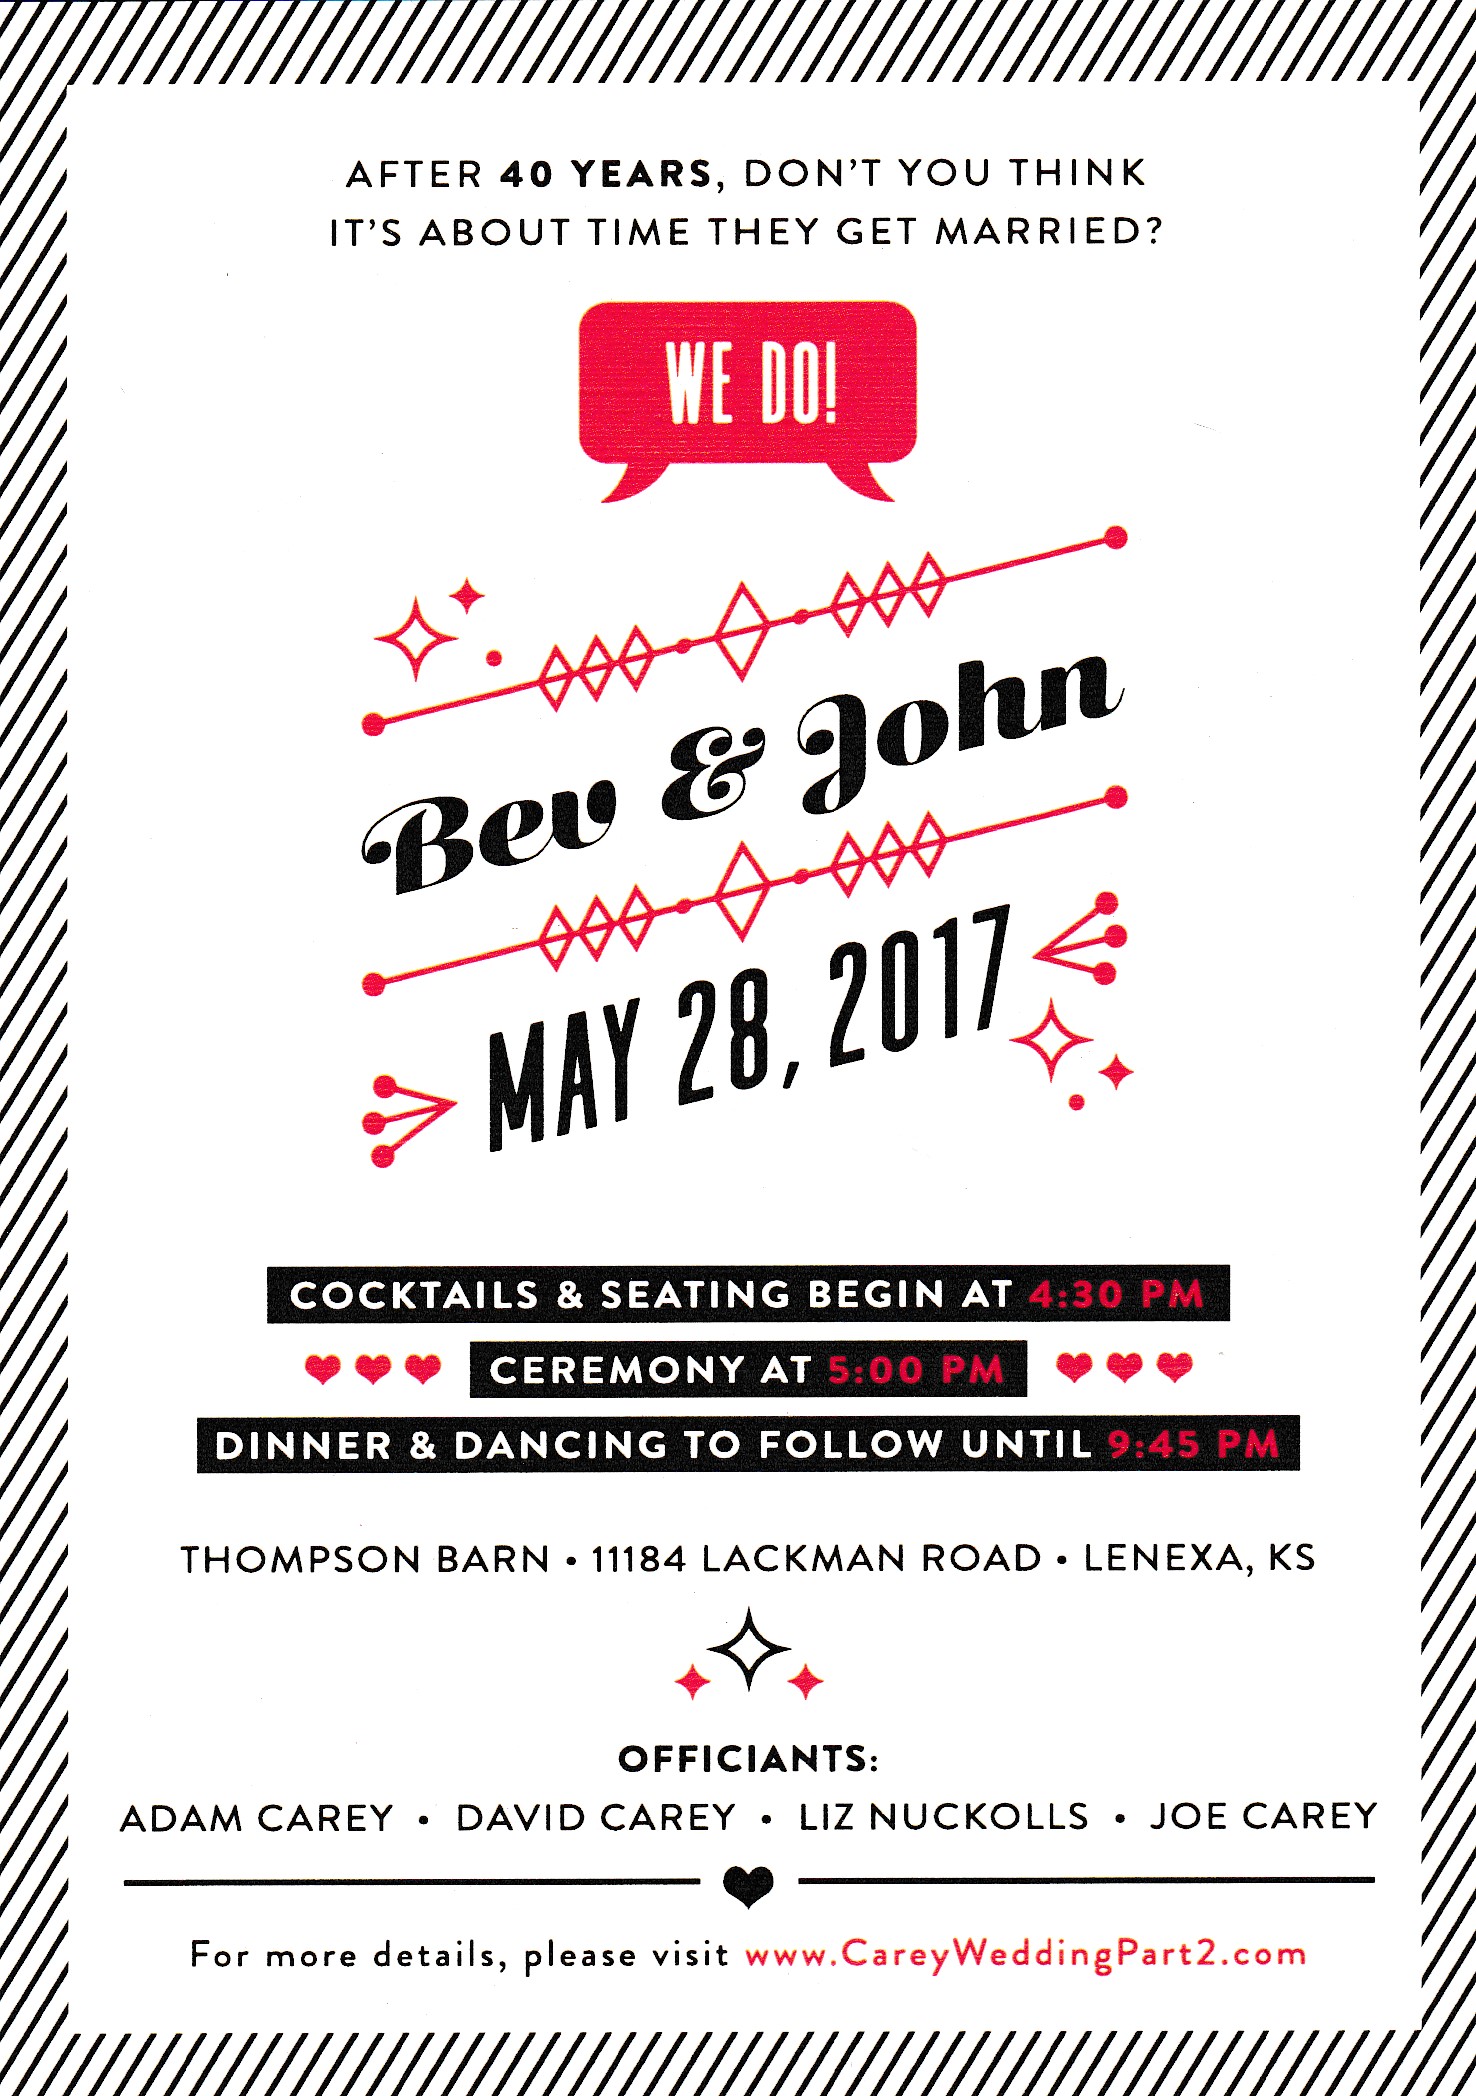 AFTER 40 YEARS, DON'T YOU THINK
IT'S ABOUT TIME THEY GET MARRIED?
WE DO!
Bev & John
MAY 28, 2017
COCKTAILS & SEATING BEGIN AT 4:30 PM
CEREMONY AT 5:00 PM
DINNER & DANCING TO FOLLOW UNTIL 9:45 PM
THOMPSON BARN • 11184 LACKMAN ROAD • LENEXA, KS
OFFICIANTS:
ADAM CAREY • DAVID CAREY • LIZ NUCKOLLS • JOE CAREY
For more details, please visit www.CareyWeddingPart2.com